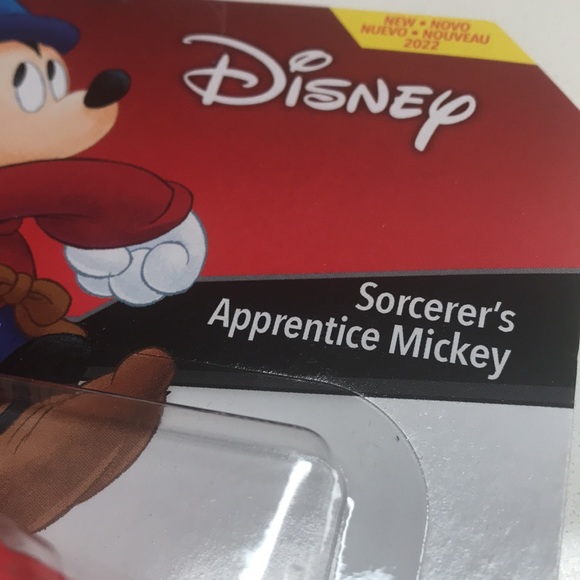 NEW • NOVO
NUEVO • NOUVEAU
2022
Disney
Sorcerer's
Apprentice Mickey